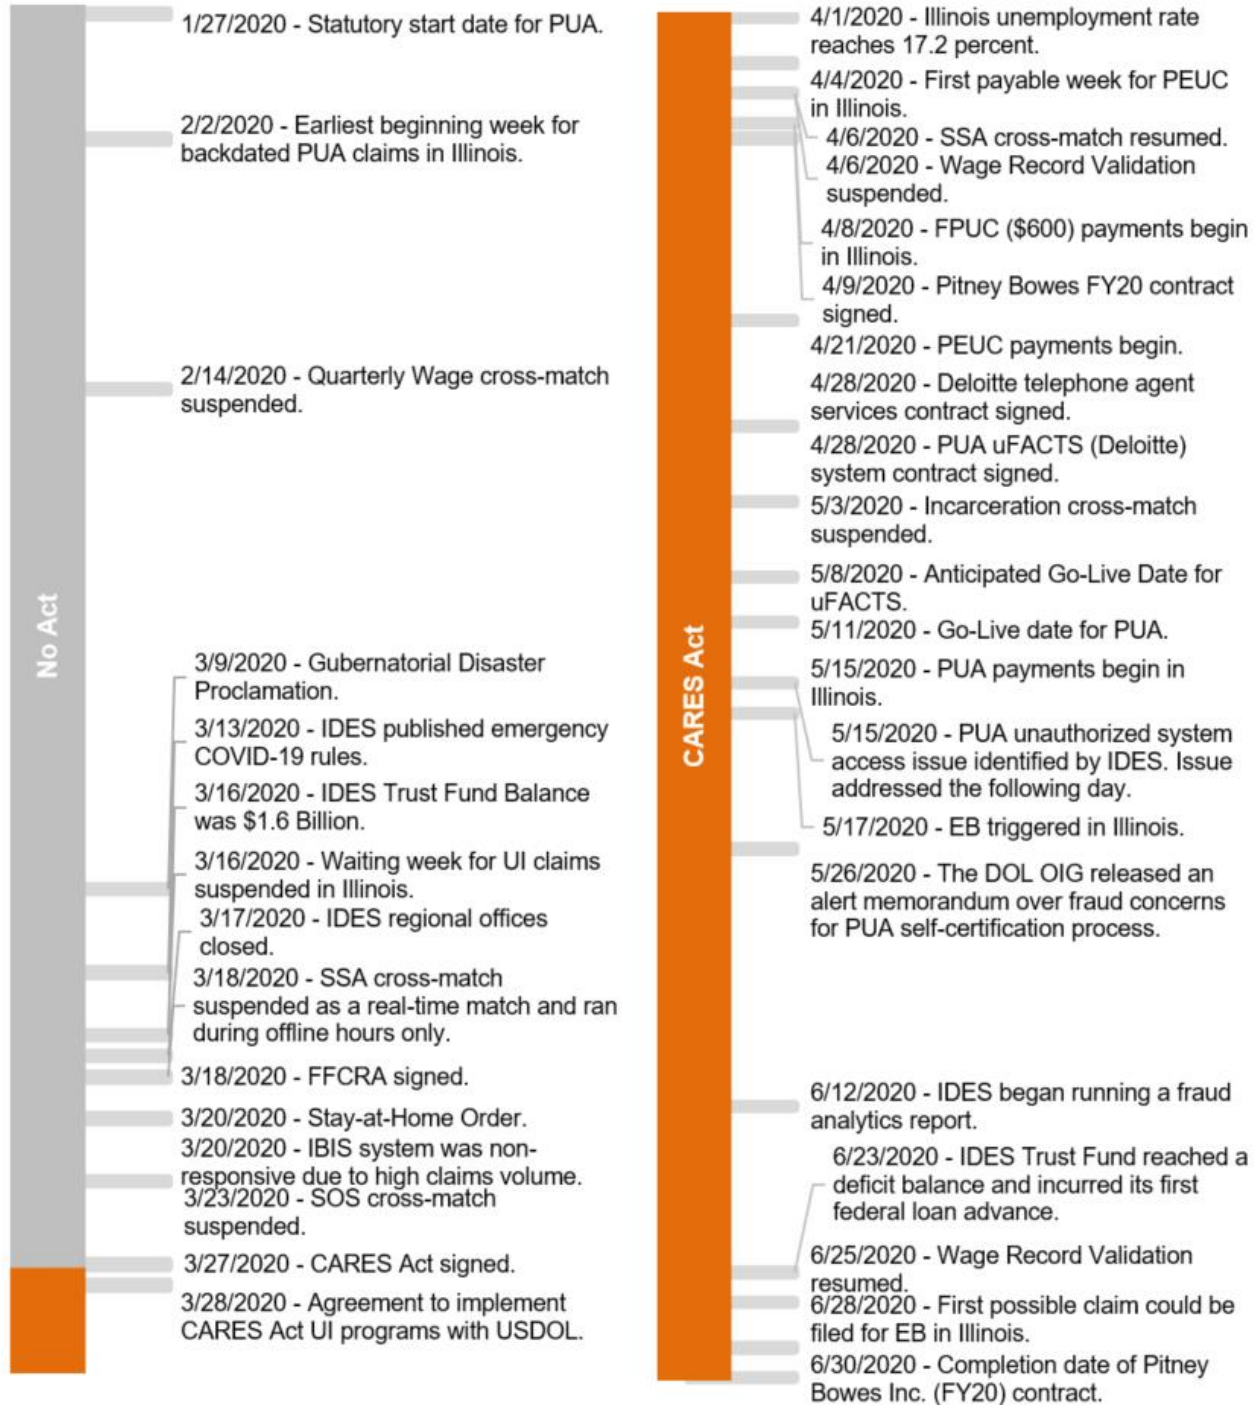 1/27/2020 - Statutory start date for PUA.
2/2/2020 - Earliest beginning week for
backdated PUA claims in Illinois.
2/14/2020 - Quarterly Wage cross-match
suspended.
No Act
3/9/2020 - Gubernatorial Disaster
Proclamation.
3/13/2020 - IDES published emergency
COVID-19 rules.
3/16/2020 - IDES Trust Fund Balance
was $1.6 Billion.
3/16/2020 - Waiting week for UI claims
suspended in Illinois.
3/17/2020 - IDES regional offices
closed.
3/18/2020 - SSA cross-match
suspended as a real-time match and ran
during offline hours only.
3/18/2020 - FFCRA signed.
3/20/2020 - Stay-at-Home Order.
3/20/2020 - IBIS system was non-
responsive due to high claims volume.
3/23/2020 - SOS cross-match
suspended.
3/27/2020 - CARES Act signed.
3/28/2020 - Agreement to implement
CARES Act UI programs with USDOL.
4/1/2020 - Illinois unemployment rate
reaches 17.2 percent.
4/4/2020 - First payable week for PEUC
in Illinois.
4/6/2020 - SSA cross-match resumed.
4/6/2020 - Wage Record Validation
suspended.
4/8/2020 - FPUC ($600) payments begin
in Illinois.
4/9/2020 - Pitney Bowes FY20 contract
signed.
4/21/2020 - PEUC payments begin.
4/28/2020 - Deloitte telephone agent
services contract signed.
4/28/2020 - PUA uFACTS (Deloitte)
system contract signed.
5/3/2020 - Incarceration cross-match
suspended.
5/8/2020 - Anticipated Go-Live Date for
uFACTS.
5/11/2020 - Go-Live date for PUA.
CARES Act
5/15/2020 - PUA payments begin in
Illinois.
5/15/2020 - PUA unauthorized system
access issue identified by IDES. Issue
addressed the following day.
5/17/2020 - EB triggered in Illinois.
5/26/2020 - The DOL OIG released an
alert memorandum over fraud concerns
for PUA self-certification process.
6/12/2020 - IDES began running a fraud
analytics report.
6/23/2020 - IDES Trust Fund reached a
deficit balance and incurred its first
federal loan advance.
6/25/2020 - Wage Record Validation
resumed.
6/28/2020 - First possible claim could be
filed for EB in Illinois.
6/30/2020 - Completion date of Pitney
Bowes Inc. (FY20) contract.